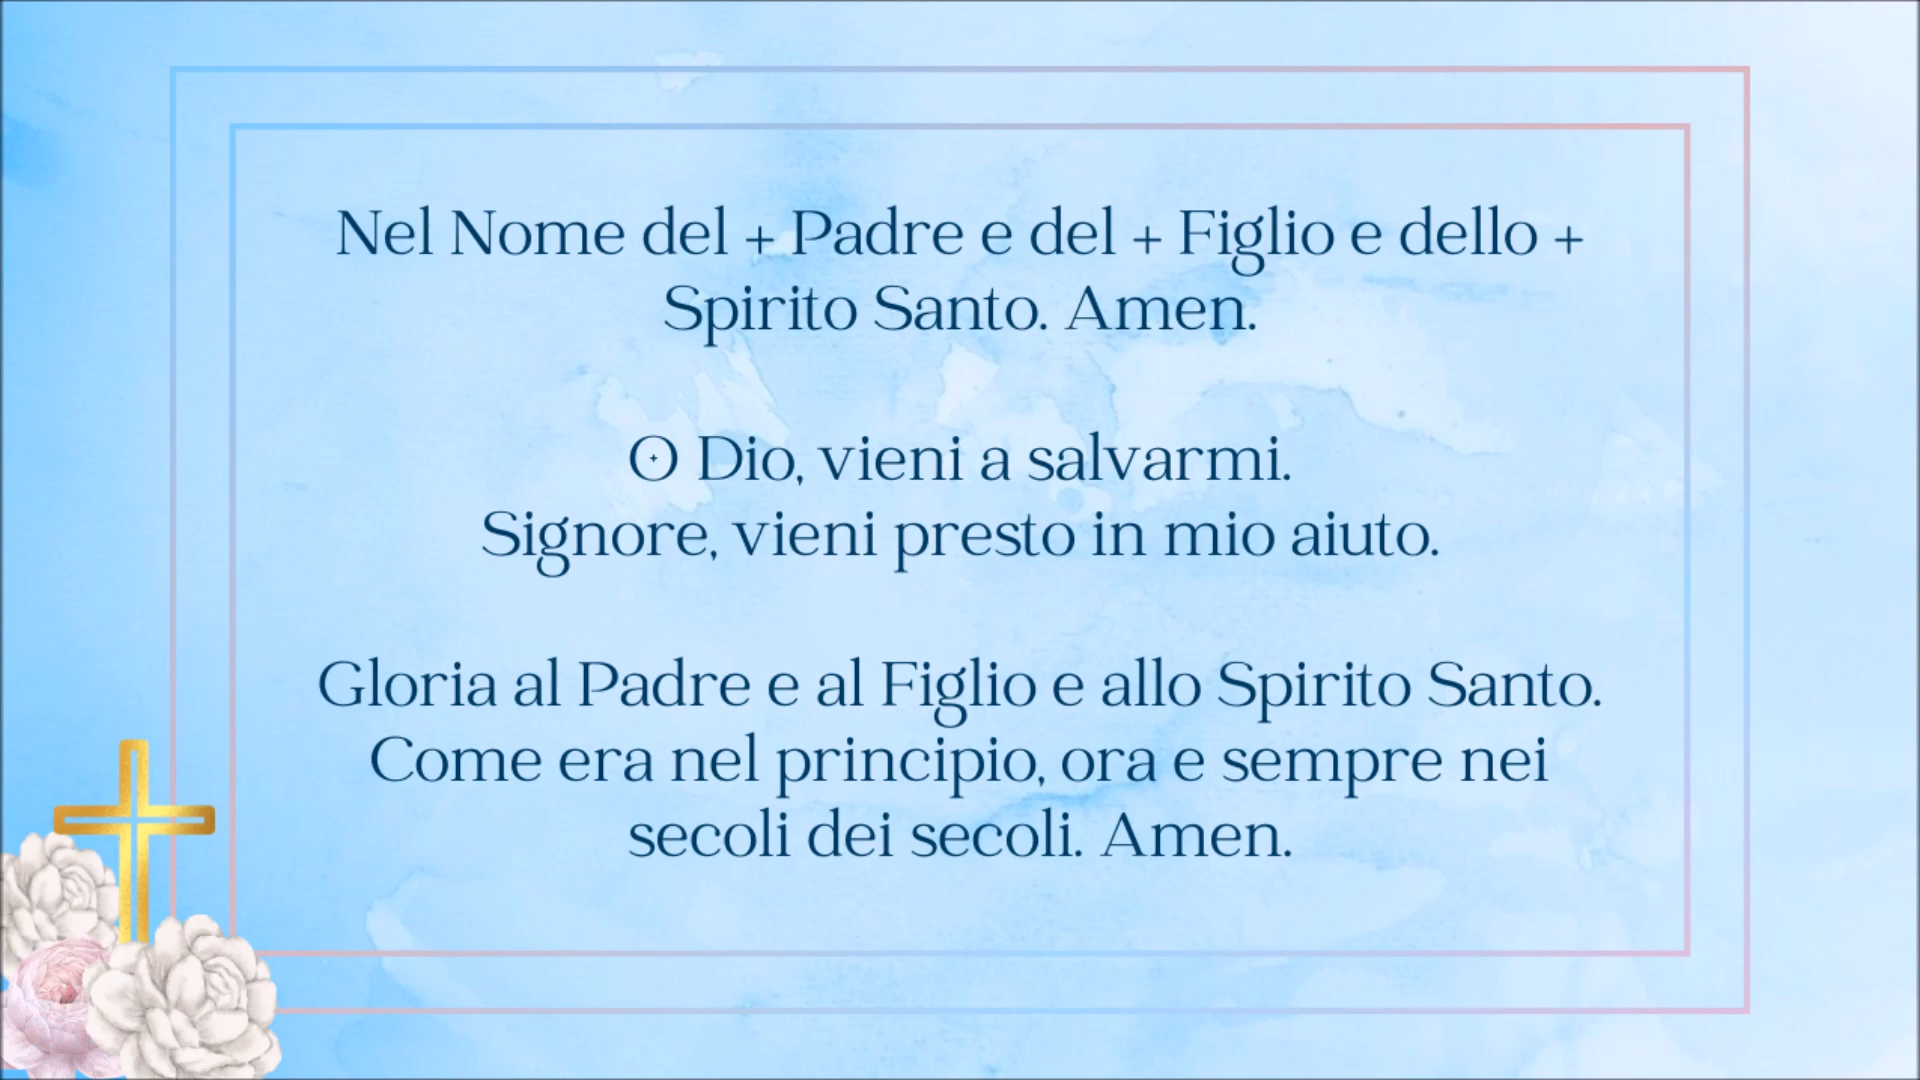 Nel Nome del + Padre e del + Figlio e dello +
Spirito Santo. Amen.
O Dio, vieni a salvarmi.
Signore, vieni presto in mio aiuto.
Gloria al Padre e al Figlio e allo Spirito Santo.
Come era nel principio, ora e sempre nei
secoli dei secoli. Amen.